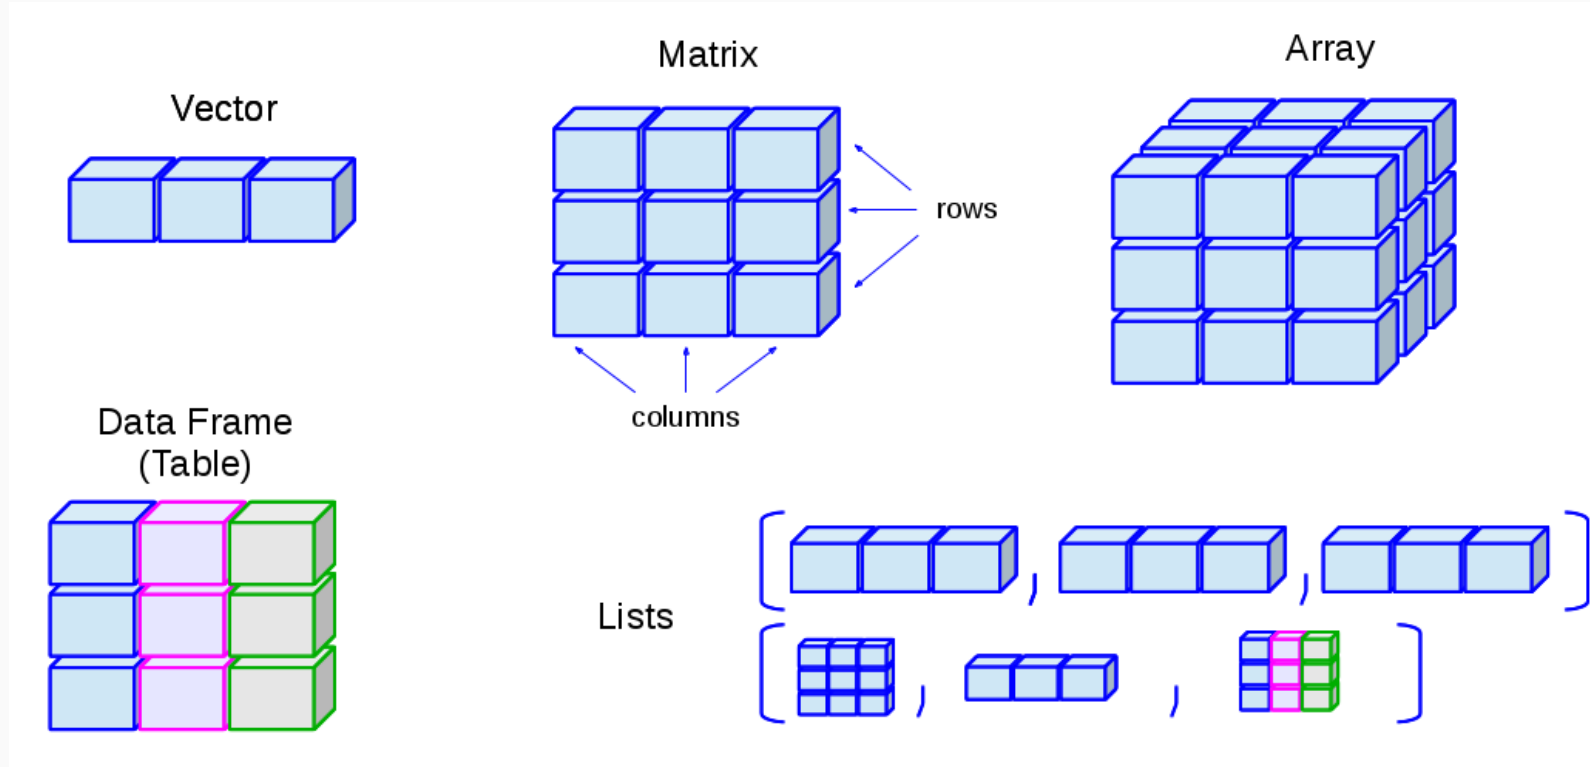 Vector
Matrix
Array
rows
columns
Data Frame
(Table)
Lists